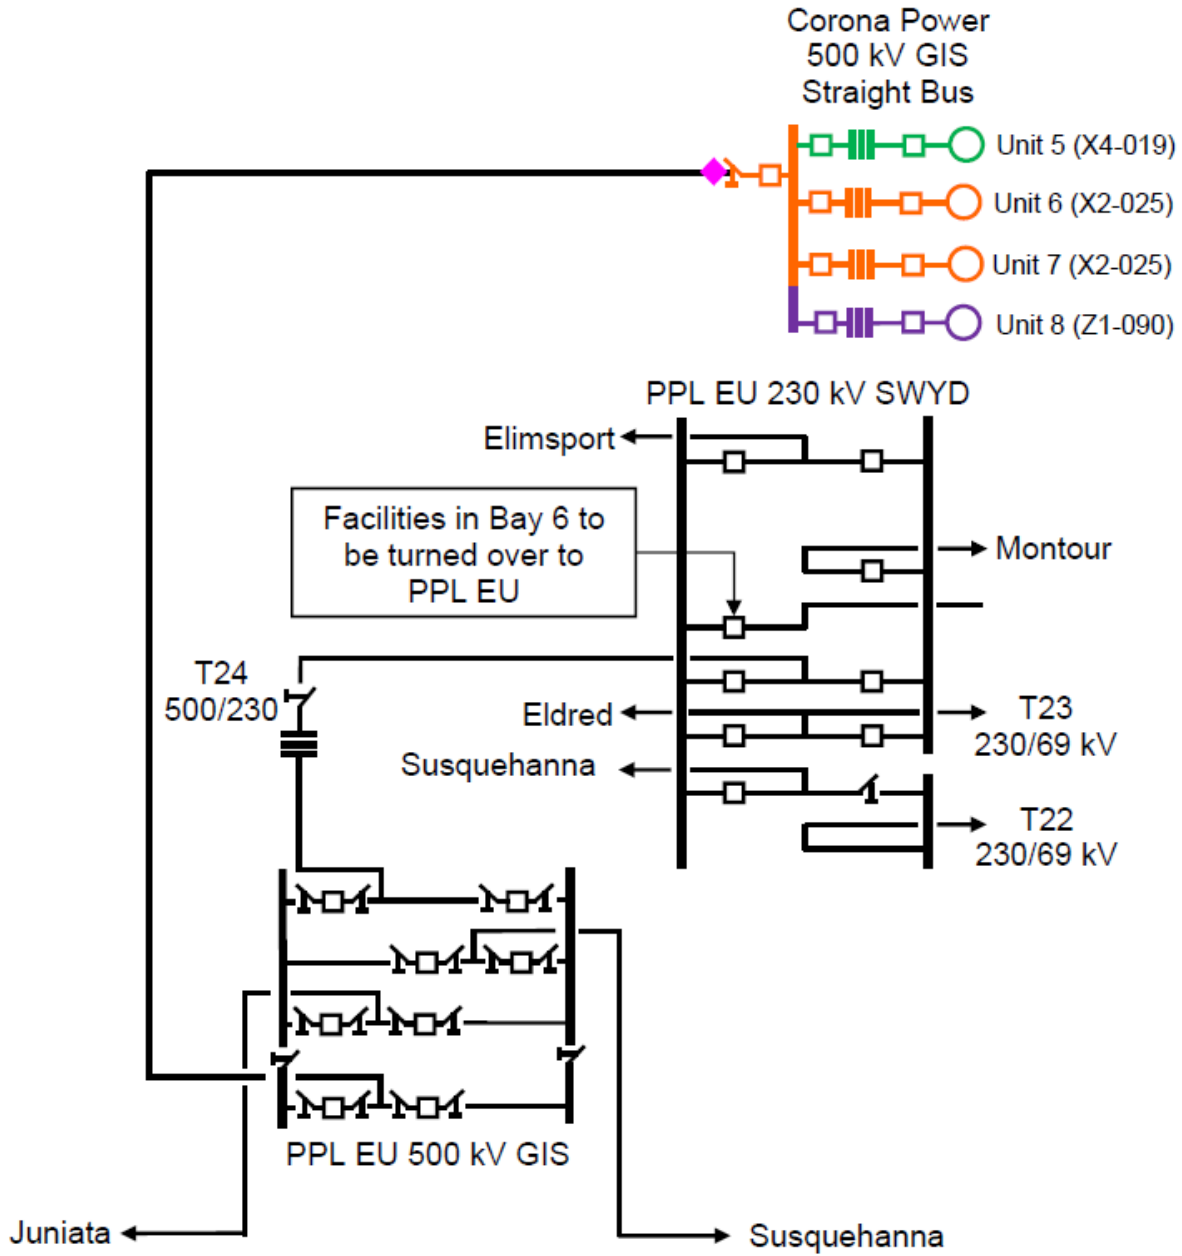 Corona Power
500 kV GIS
Straight Bus
Unit 5 (X4-019)
Unit 6 (X2-025)
Unit 7 (X2-025)
Unit 8 (Z1-090)
PPL EU 230 kV SWYD
Elimsport
Facilities in Bay 6 to
be turned over to
PPL EU
Montour
T24
500/230
Eldred
T23
230/69 kV
Susquehanna
T22
230/69 kV
PPL EU 500 kV GIS
Juniata
Susquehanna